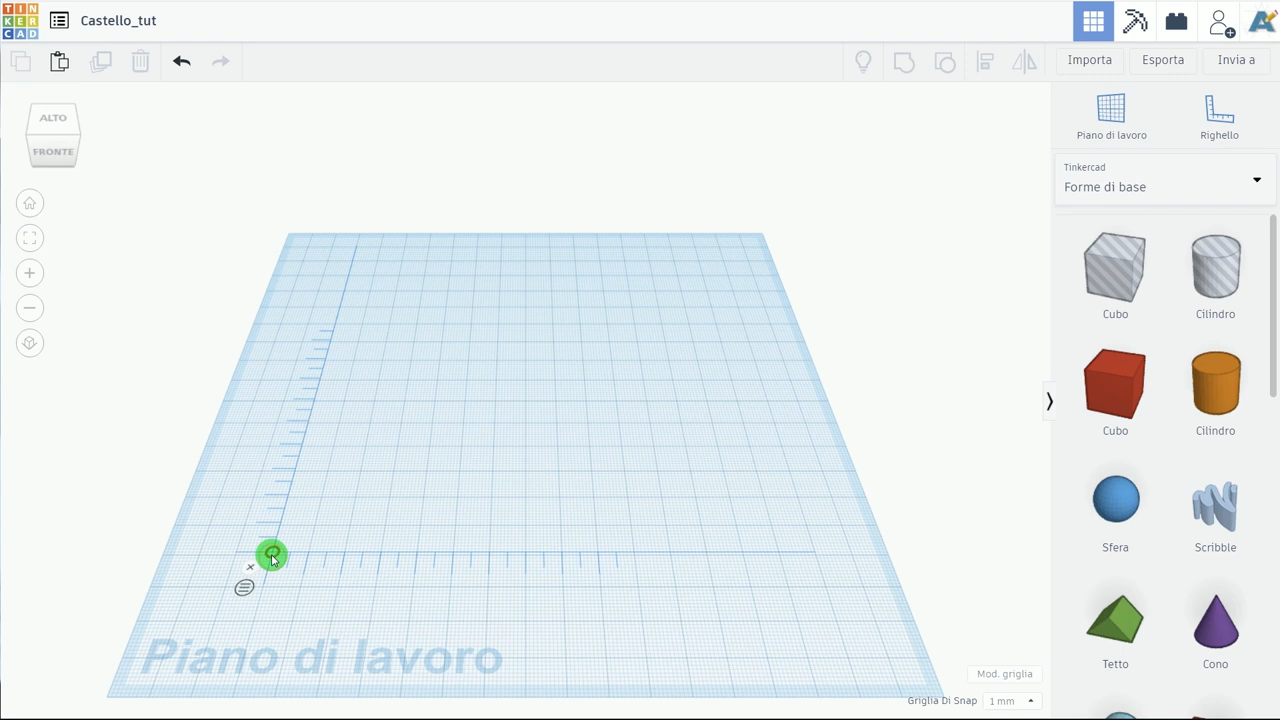 TIN
KER
CAD
Castello_tut
Importa
Esporta
Invia a
ALTO
FRONTE
Piano di lavoro
Righello
Tinkercad
Forme di base
Cubo
Cilindro
Cubo
Cilindro
Sfera
Scribble
Tetto
Cono
Piano di lavoro
Mod. griglia
Griglia Di Snap
1 mm